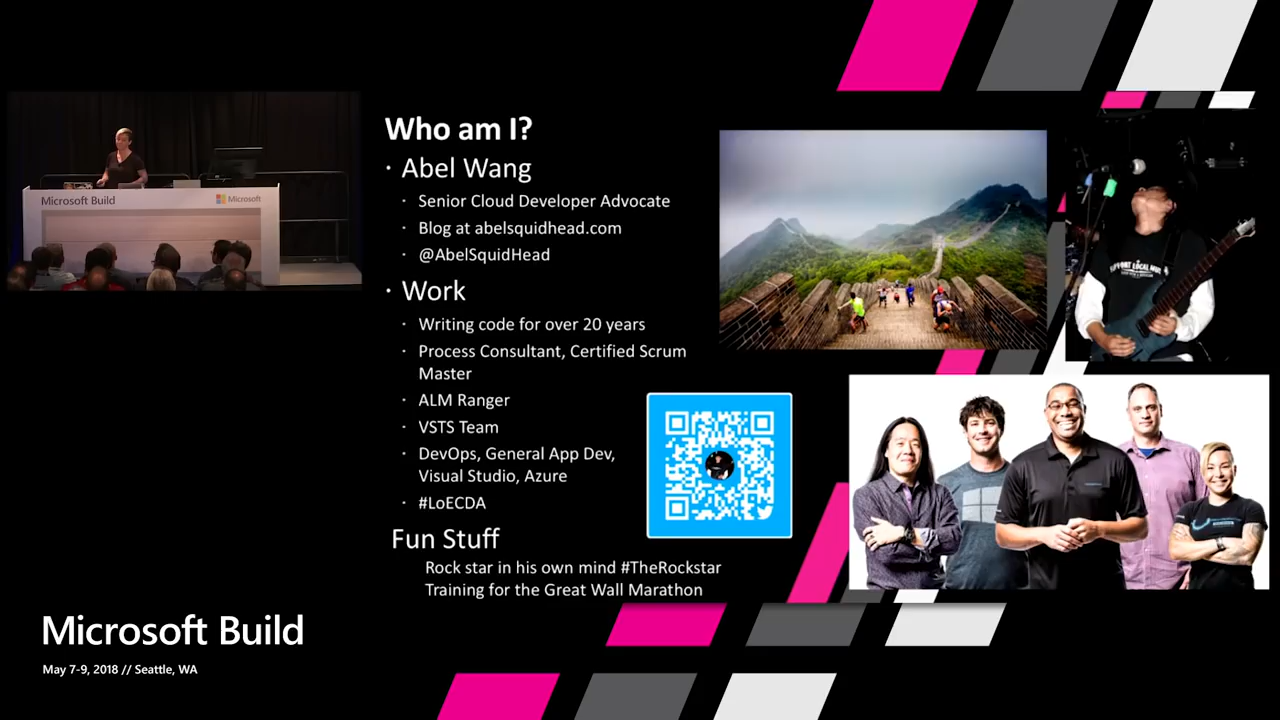 Microsoft Build
Microsoft
Who am I?
· Abel Wang
· Senior Cloud Developer Advocate
· Blog at abelsquidhead.com
· @AbelSquidHead
· Work
· Writing code for over 20 years
· Process Consultant, Certified Scrum
Master
· ALM Ranger
· VSTS Team
· DevOps, General App Dev,
Visual Studio, Azure
· #LoECDA
Fun Stuff
Rock star in his own mind #TheRockstar
Training for the Great Wall Marathon
SUPPORT LOCAL
Microsoft Build
May 7-9, 2018 // Seattle, WA